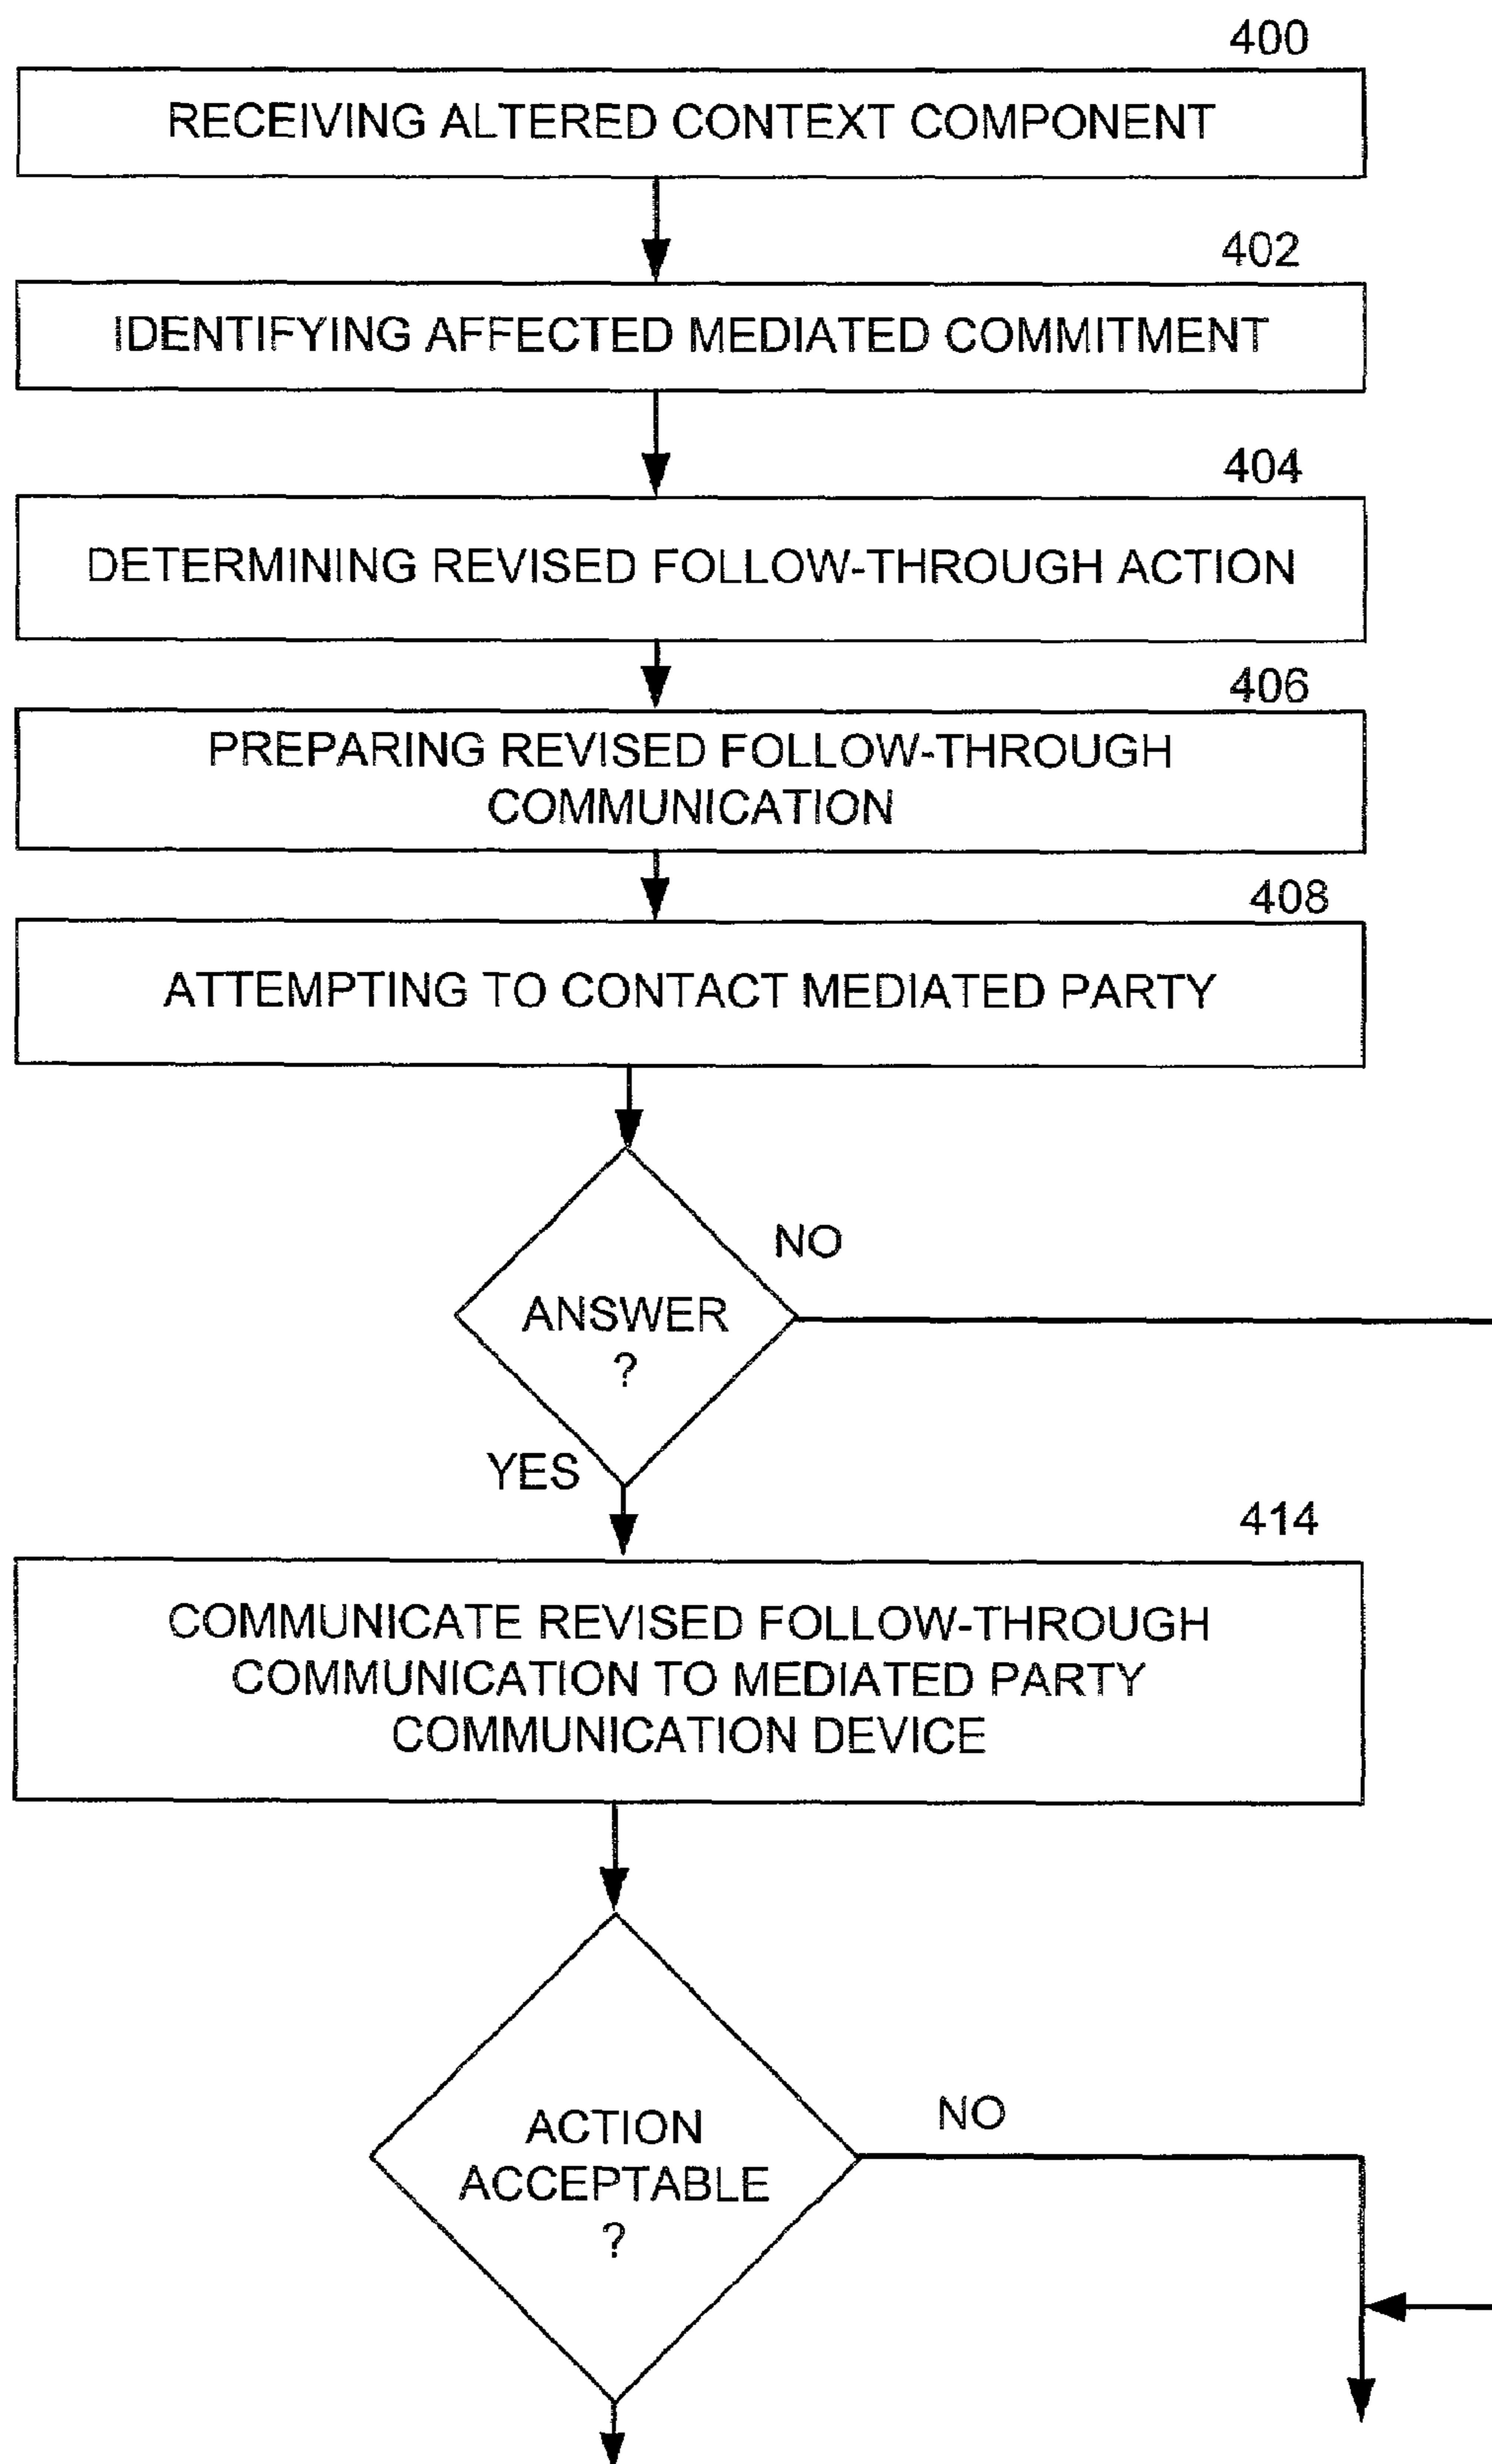 400
RECEIVING ALTERED CONTEXT COMPONENT
402
IDENTIFYING AFFECTED MEDIATED COMMITMENT
404
DETERMINING REVISED FOLLOW-THROUGH ACTION
406
PREPARING REVISED FOLLOW-THROUGH
COMMUNICATION
408
ATTEMPTING TO CONTACT MEDIATED PARTY
NO
ANSWER
?
YES
414
COMMUNICATE REVISED FOLLOW-THROUGH
COMMUNICATION TO MEDIATED PARTY
COMMUNICATION DEVICE
NO
ACTION
ACCEPTABLE
?